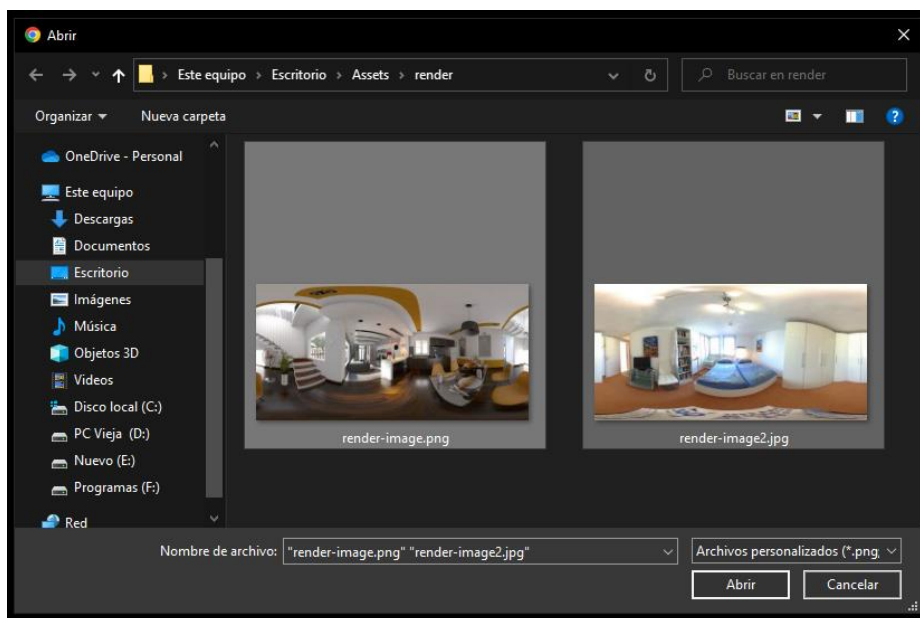 Abrir
Este equipo > Escritorio > Assets > render
Buscar en render
Organizar
Nueva carpeta
OneDrive - Personal
Este equipo
Descargas
Documentos
Escritorio
Imágenes
Música
Objetos 3D
Videos
Disco local (C:)
PC Vieja (D:)
Nuevo (E:)
Programas (F:)
Red
render-image.png
render-image2.jpg
Nombre de archivo:
"render-image.png" "render-image2.jpg"
Archivos personalizados (*.png;
Abrir
Cancelar